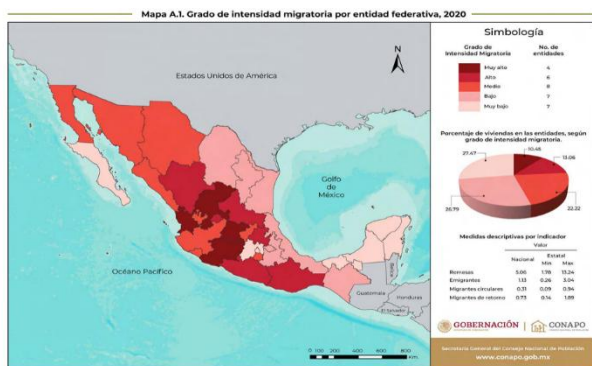 Mapa A.1. Grado de intensidad migratoria por entidad federativa, 2020
Estados Unidos de América
N
Golfo
de
México
Océano Pacífico
Guatemala
Honduras
El Salvador
0 100 200 400 600 800
Km
Simbología
Grado de
Intensidad Migratoria
No. de
entidades
Muy alto 4
Alto 6
Medio 8
Bajo 7
Muy bajo 7
Porcentaje de viviendas en las entidades, según
grado de intensidad migratoria.
27.47
10.46
13.06
22.22
26.79
Medidas descriptivas por indicador
Valor
Nacional
Estatal
Mín Máx
Remesas 5.06 1.78 13.24
Emigrantes 1.13 0.26 3.04
Migrantes circulares 0.31 0.09 0.94
Migrantes de retorno 0.73 0.14 1.89
GOBERNACIÓN
CONAPO
Secretaría General del Consejo Nacional de Población
www.conapo.gob.mx